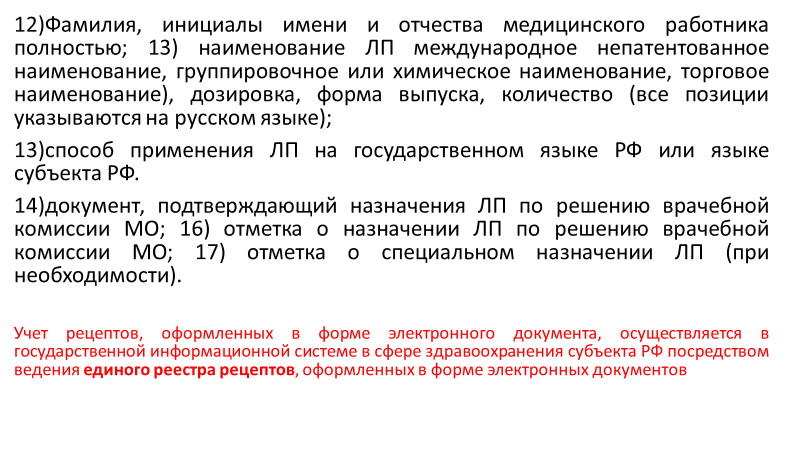 12)Фамилия, инициалы имени и отчества медицинского работника
полностью; 13) наименование ЛП международное непатентованное
наименование, группировочное или химическое наименование, торговое
наименование), дозировка, форма выпуска, количество (все позиции
указываются на русском языке);
13)способ применения ЛП на государственном языке РФ или языке
субъекта РФ.
14)документ, подтверждающий назначения ЛП по решению врачебной
комиссии МО; 16) отметка о назначении ЛП по решению врачебной
комиссии МО; 17) отметка о специальном назначении ЛП (при
необходимости).
Учет рецептов, оформленных в форме электронного документа, осуществляется в
государственной информационной системе в сфере здравоохранения субъекта РФ посредством
ведения единого реестра рецептов, оформленных в форме электронных документов